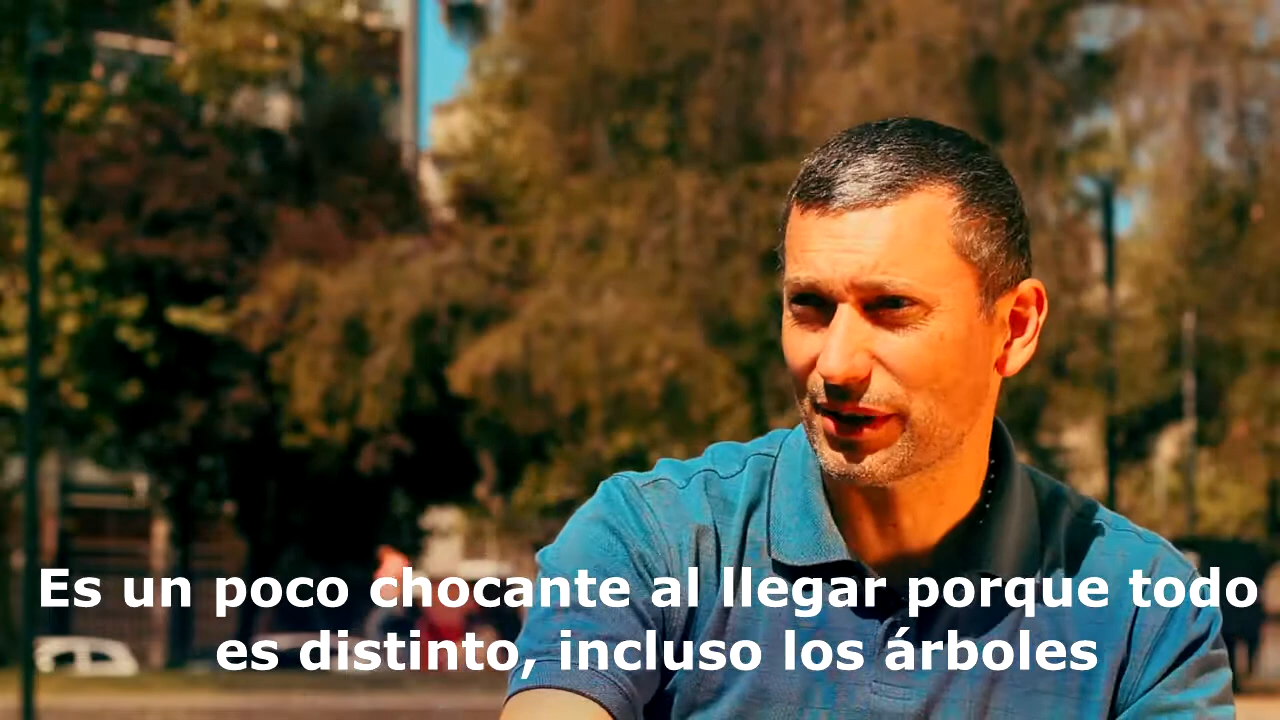 Es un poco chocante al llegar porque todo
es distinto, incluso los árboles